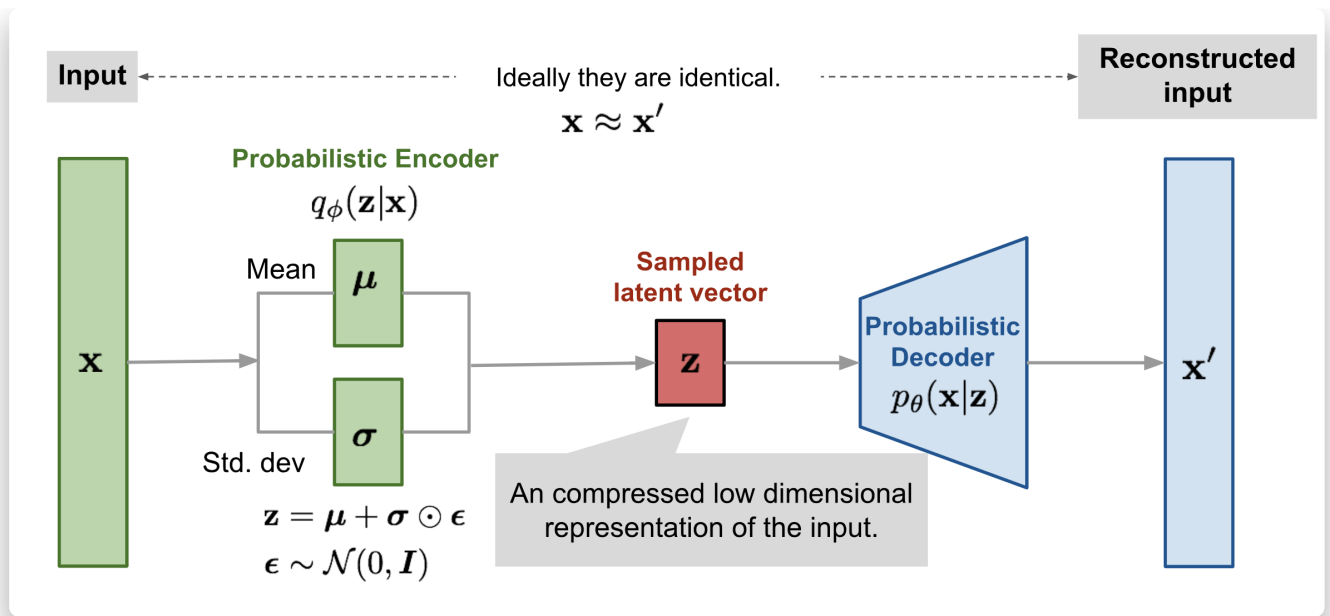 Input
Ideally they are identical.
x ≈ x′
Reconstructed
input
Probabilistic Encoder
qϕ(z|x)
Mean
μ
Sampled
latent vector
x
z
Probabilistic
Decoder
pθ(x|z)
x′
σ
Std. dev
An compressed low dimensional
representation of the input.
z = μ + σ ⊙ ϵ
ϵ ∼ 𝒩(0, I)